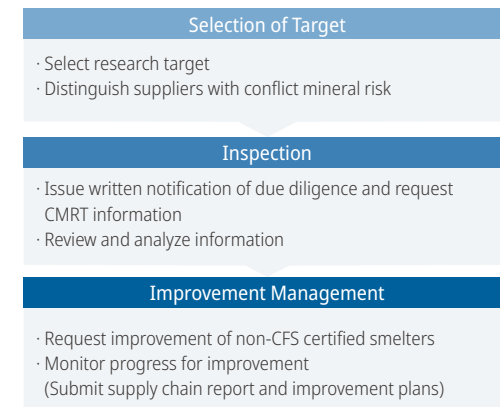 Selection of Target
· Select research target
· Distinguish suppliers with conflict mineral risk
Inspection
· Issue written notification of due diligence and request
CMRT information
· Review and analyze information
Improvement Management
· Request improvement of non-CFS certified smelters
· Monitor progress for improvement
(Submit supply chain report and improvement plans)